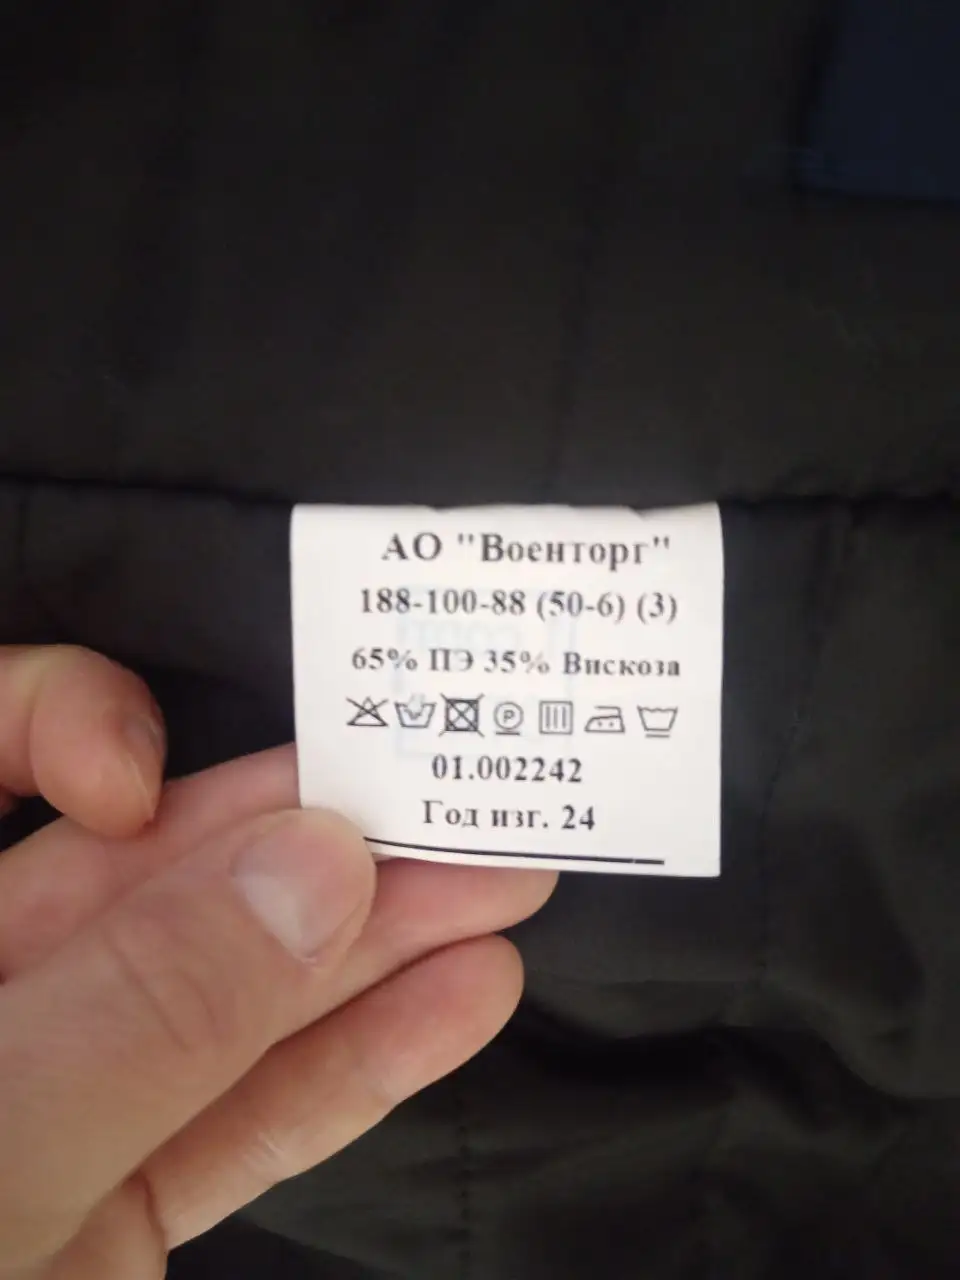 АО "Военторг"
188-100-88 (50-6) (3)
65% ПЭ 35% Вискоза
P
01.002242
Год изг. 24